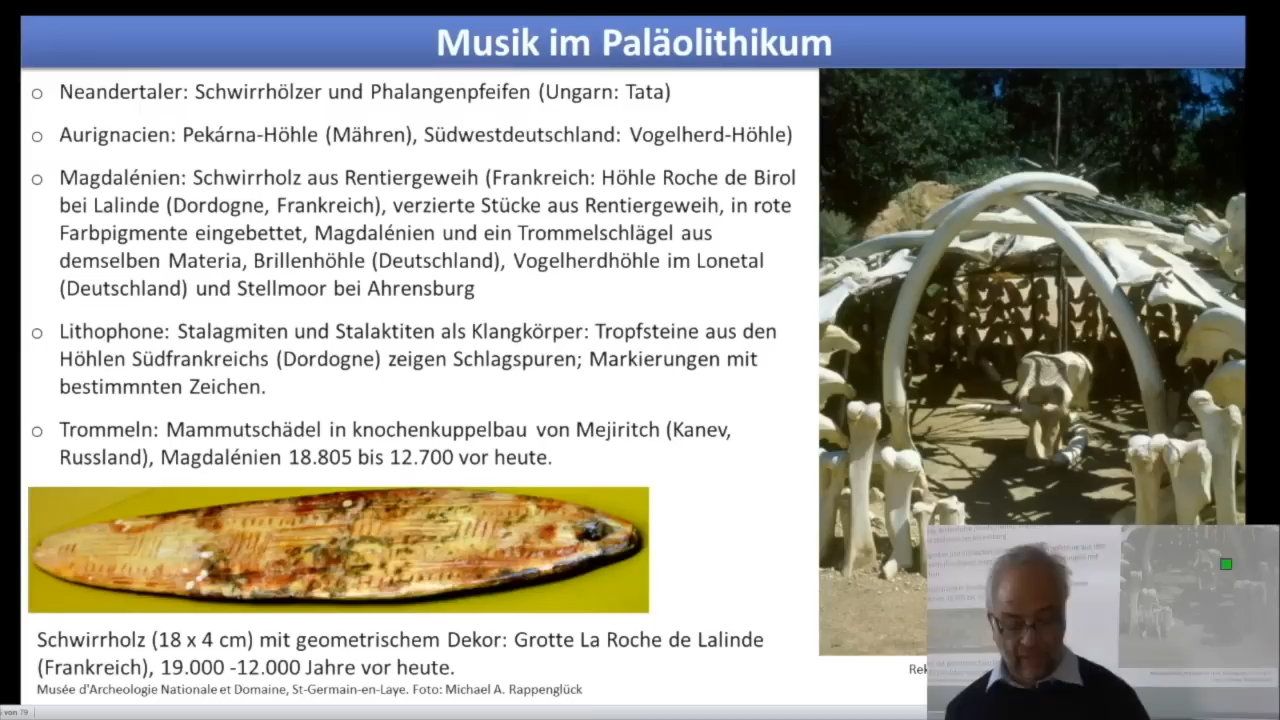 Musik im Paläolithikum
o Neandertaler: Schwirrhölzer und Phalangenpfeifen (Ungarn: Tata)
o Aurignacien: Pekárna-Höhle (Mähren), Südwestdeutschland: Vogelherd-Höhle)
o Magdalénien: Schwirrholz aus Rentiergeweih (Frankreich: Höhle Roche de Birol
bei Lalinde (Dordogne, Frankreich), verzierte Stücke aus Rentiergeweih, in rote
Farbpigmente eingebettet, Magdalénien und ein Trommelschlägel aus
demselben Materia, Brillenhöhle (Deutschland), Vogelherdhöhle im Lonetal
(Deutschland) und Stellmoor bei Ahrensburg
o Lithophone: Stalagmiten und Stalaktiten als Klangkörper: Tropfsteine aus den
Höhlen Südfrankreichs (Dordogne) zeigen Schlagspuren; Markierungen mit
bestimmnten Zeichen.
o Trommeln: Mammutschädel in knochenkuppelbau von Mejiritch (Kanev,
Russland), Magdalénien 18.805 bis 12.700 vor heute.
Schwirrholz (18 x 4 cm) mit geometrischem Dekor: Grotte La Roche de Lalinde
(Frankreich), 19.000 -12.000 Jahre vor heute.
Musée d'Archeologie Nationale et Domaine, St-Germain-en-Laye. Foto: Michael A. Rappenglück
Rek
von 79